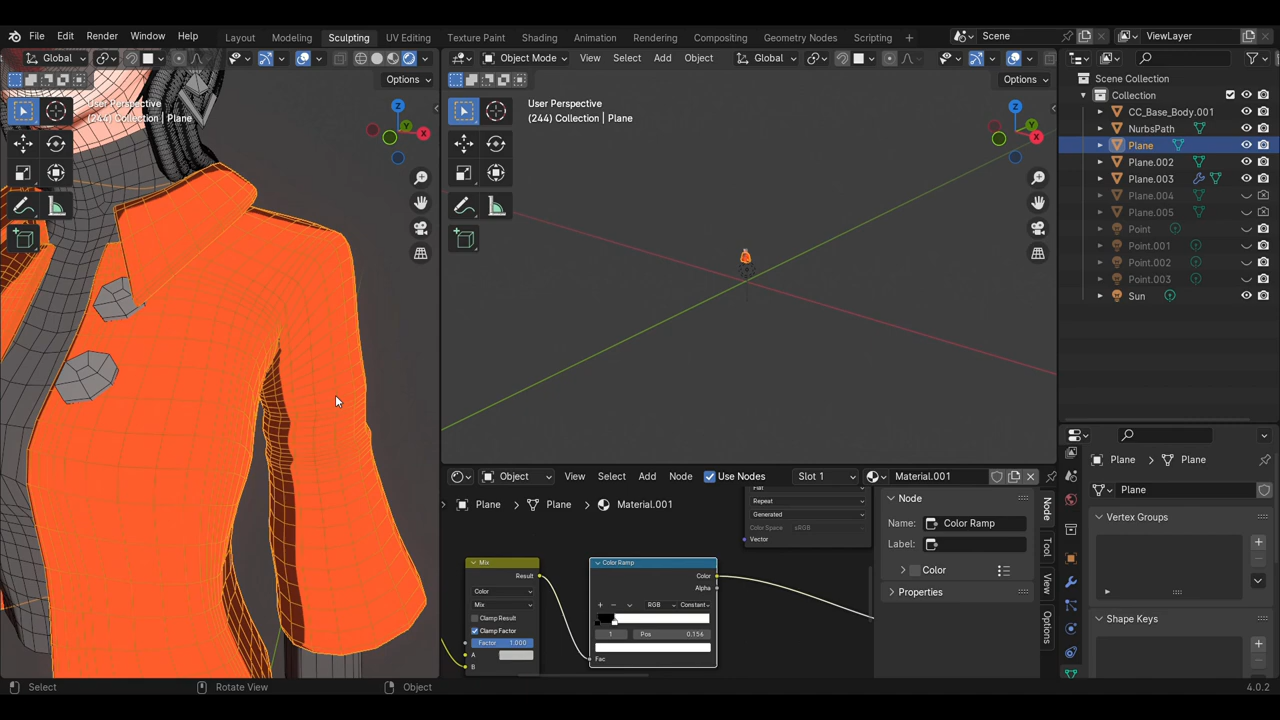 File Edit Render Window Help
Layout Modeling Sculpting UV Editing Texture Paint Shading Animation Rendering Compositing Geometry Nodes Scripting + Scene ViewLayer
Global
Object Mode View Select Add Object Global
Options
Options
User Perspective
(244) Collection | Plane
Z
Y
X
User Perspective
(244) Collection | Plane
Z
Y
X
Scene Collection
Collection
CC_Base_Body.001
NurbsPath
Plane
Plane.002
Plane.003
Plane.004
Plane.005
Point
Point.001
Point.002
Point.003
Sun
Object View Select Add Node Use Nodes Slot 1 Material.001
Plane > Plane > Material.001
Flat
Repeat
Generated
Color Space sRGB
Vector
Mix
Result
Color
Mix
Clamp Result
Clamp Factor
Factor 1.000
A
B
Color Ramp
Color
Alpha
+ - RGB Constant
1 Pos 0.156
Fac
Node
Name: Color Ramp
Label:
Color
Properties
Node
Tool
View
Options
Plane > Plane
Plane
Vertex Groups
Shape Keys
Select Rotate View Object 4.0.2